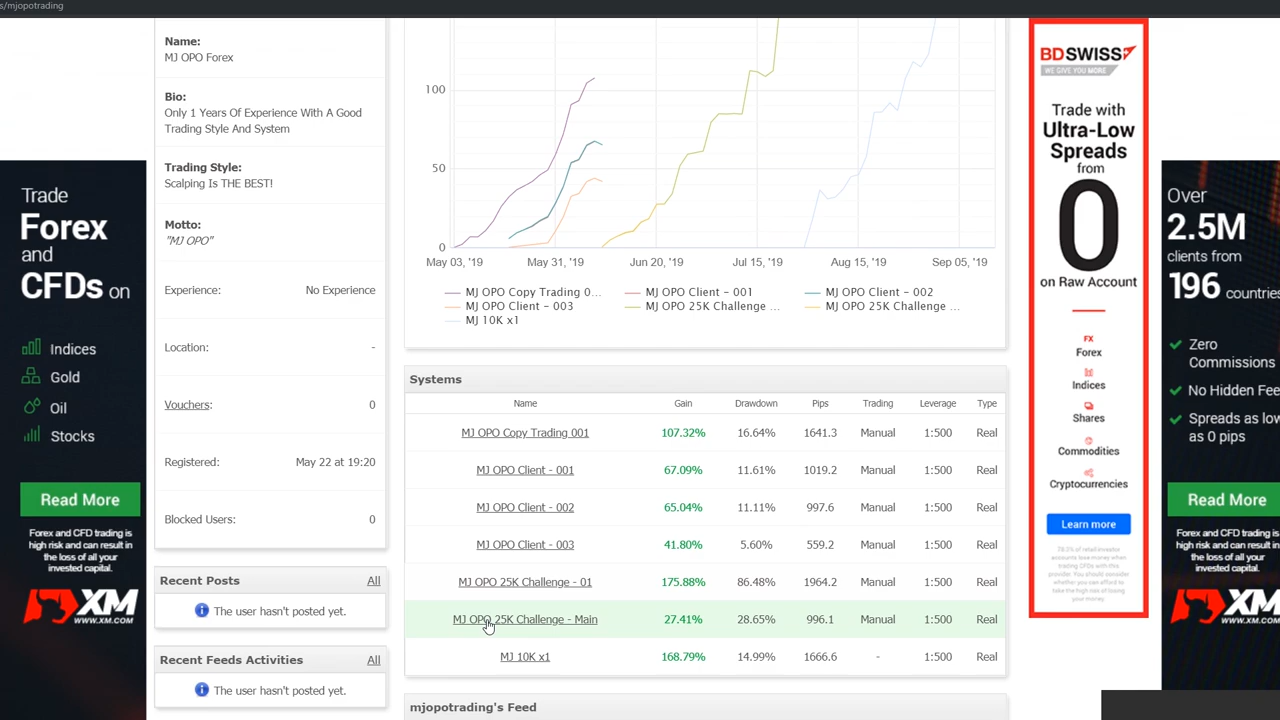 s/mjopotrading
Name:
MJ OPO Forex
Bio:
Only 1 Years Of Experience With A Good
Trading Style And System
Trading Style:
Scalping Is THE BEST!
Motto:
"MJ OPO"
Experience: No Experience
Location: -
Vouchers: 0
Registered: May 22 at 19:20
Blocked Users: 0
Recent Posts All
The user hasn't posted yet.
Recent Feeds Activities All
The user hasn't posted yet.
100
50
0
May 03, '19 May 31, '19 Jun 20, '19 Jul 15, '19 Aug 15, '19 Sep 05, '19
MJ OPO Copy Trading 0... MJ OPO Client - 001 MJ OPO Client - 002
MJ OPO Client - 003 MJ OPO 25K Challenge ... MJ OPO 25K Challenge ...
MJ 10K x1
Systems
Name Gain Drawdown Pips Trading Leverage Type
MJ OPO Copy Trading 001 107.32% 16.64% 1641.3 Manual 1:500 Real
MJ OPO Client - 001 67.09% 11.61% 1019.2 Manual 1:500 Real
MJ OPO Client - 002 65.04% 11.11% 997.6 Manual 1:500 Real
MJ OPO Client - 003 41.80% 5.60% 559.2 Manual 1:500 Real
MJ OPO 25K Challenge - 01 175.88% 86.48% 1984.2 Manual 1:500 Real
MJ OPO 25K Challenge - Main 27.41% 28.65% 996.1 Manual 1:500 Real
MJ 10K x1 168.79% 14.99% 1666.6 - 1:500 Real
mjopotrading's Feed
Trade
Forex
and
CFDs on
Indices
Gold
Oil
Stocks
Read More
Forex and CFD trading is
high risk and can result in
the loss of all your
invested capital.
XM
WWW.XM.COM
BDSWISS
WE GIVE YOU MORE
Trade with
Ultra-Low
Spreads
from
0
on Raw Account
FX
Forex
Indices
Shares
Commodities
Cryptocurrencies
Learn more
Over
2.5M
clients from
196 countries
Zero
Commissions
No Hidden Fee
Spreads as low
as 0 pips
Read More
Forex and CFD trading is
high risk and can result in
the loss of all your
invested capital.
XM
WWW.XM.COM